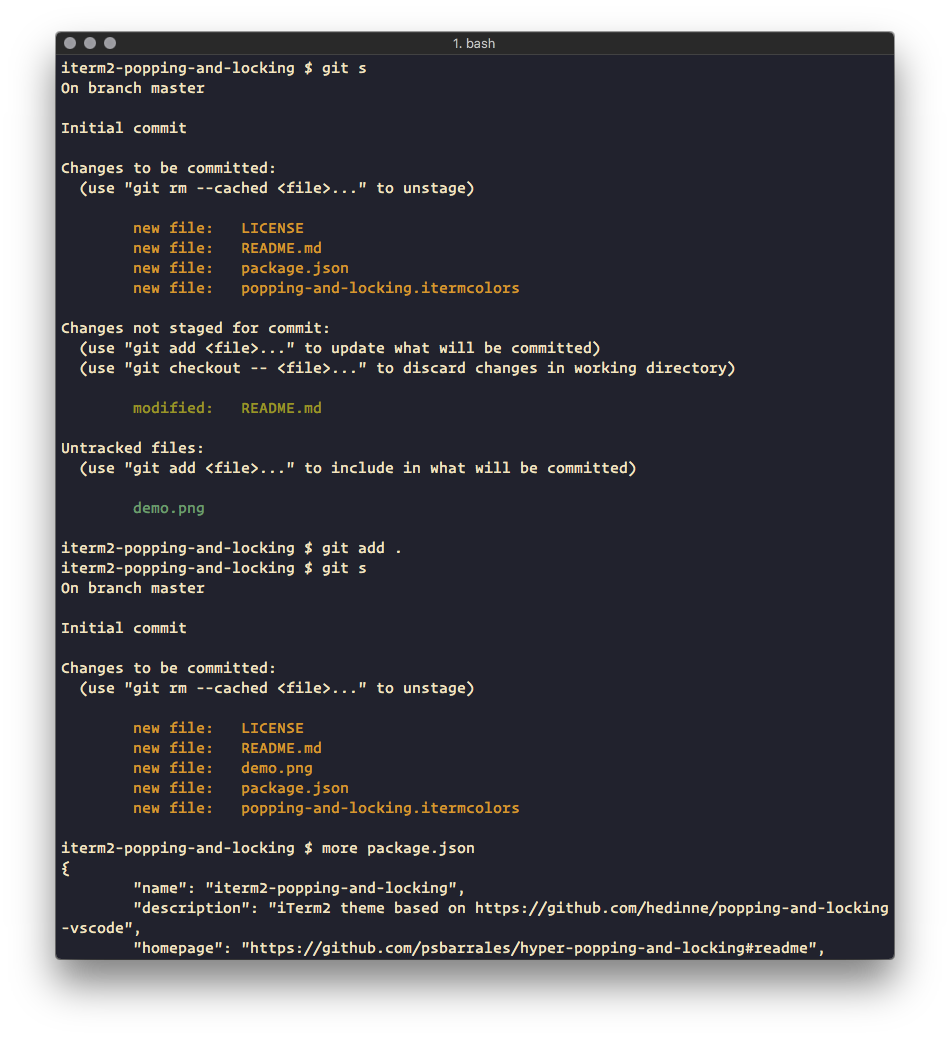 1. bash
iterm2-popping-and-locking $ git s
On branch master
Initial commit
Changes to be committed:
  (use "git rm --cached <file>..." to unstage)
        new file:   LICENSE
        new file:   README.md
        new file:   package.json
        new file:   popping-and-locking.itermcolors
Changes not staged for commit:
  (use "git add <file>..." to update what will be committed)
  (use "git checkout -- <file>..." to discard changes in working directory)
        modified:   README.md
Untracked files:
  (use "git add <file>..." to include in what will be committed)
        demo.png
iterm2-popping-and-locking $ git add .
iterm2-popping-and-locking $ git s
On branch master
Initial commit
Changes to be committed:
  (use "git rm --cached <file>..." to unstage)
        new file:   LICENSE
        new file:   README.md
        new file:   demo.png
        new file:   package.json
        new file:   popping-and-locking.itermcolors
iterm2-popping-and-locking $ more package.json
{
        "name": "iterm2-popping-and-locking",
        "description": "iTerm2 theme based on https://github.com/hedinne/popping-and-locking
-vscode",
        "homepage": "https://github.com/psbarrales/hyper-popping-and-locking#readme",